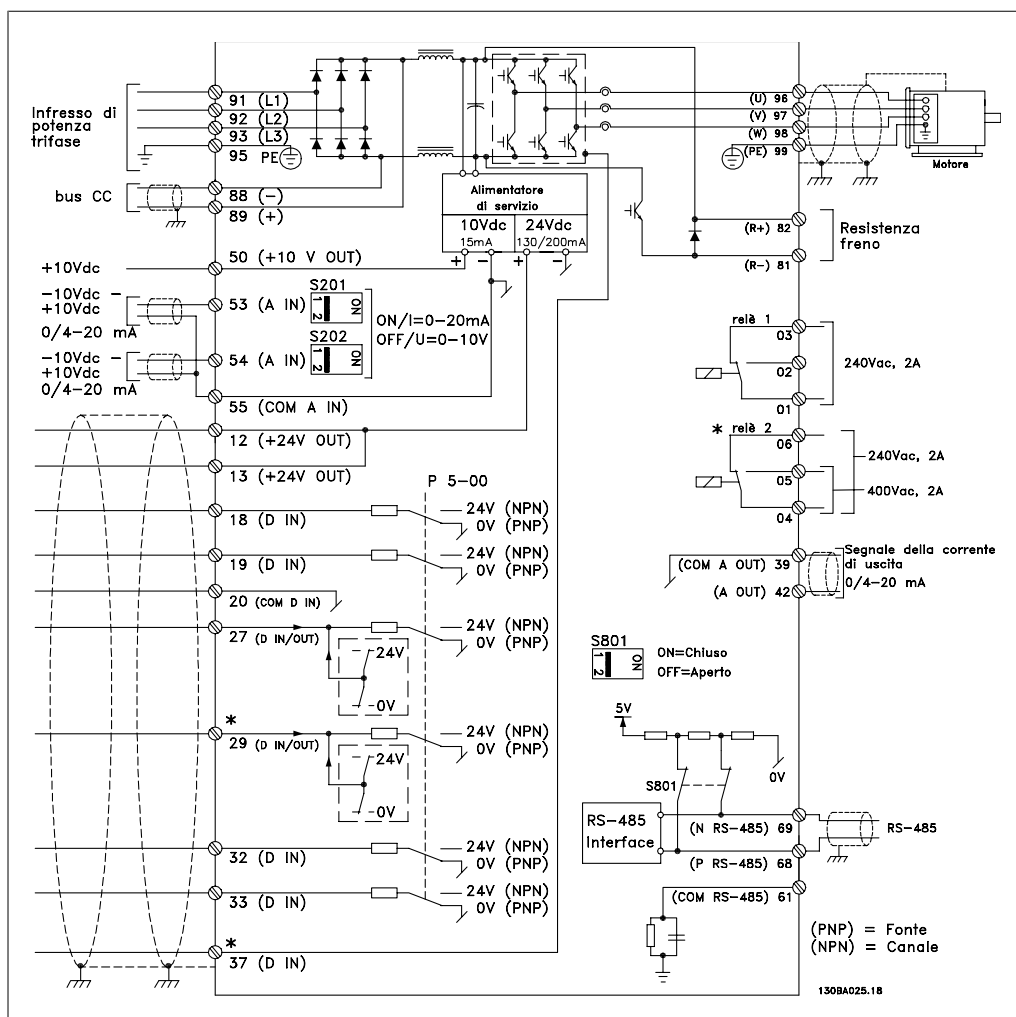 Infresso di
potenza
trifase
91 (L1)
92 (L2)
93 (L3)
95 PE
bus CC
88 (-)
89 (+)
+10Vdc
50 (+10 V OUT)
-10Vdc -
+10Vdc
0/4-20 mA
53 (A IN)
S201
1 2
ON
ON/I=0-20mA
OFF/U=0-10V
-10Vdc -
+10Vdc
0/4-20 mA
54 (A IN)
S202
1 2
ON
55 (COM A IN)
12 (+24V OUT)
13 (+24V OUT)
P 5-00
18 (D IN)
24V (NPN)
0V (PNP)
19 (D IN)
24V (NPN)
0V (PNP)
20 (COM D IN)
27 (D IN/OUT)
24V (NPN)
0V (PNP)
24V
0V
*
29 (D IN/OUT)
24V (NPN)
0V (PNP)
24V
0V
32 (D IN)
24V (NPN)
0V (PNP)
33 (D IN)
24V (NPN)
0V (PNP)
*
37 (D IN)
Alimentatore
di servizio
10Vdc
15mA
24Vdc
130/200mA
+ - + -
(U) 96
(V) 97
(W) 98
(PE) 99
Motore
(R+) 82
(R-) 81
Resistenza
freno
relè 1
03
02
01
240Vac, 2A
* relè 2
06
05
04
240Vac, 2A
400Vac, 2A
(COM A OUT) 39
(A OUT) 42
Segnale della corrente
di uscita
0/4-20 mA
S801
1 2
ON
ON=Chiuso
OFF=Aperto
5V
S801
0V
RS-485
Interface
(N RS-485) 69
(P RS-485) 68
RS-485
(COM RS-485) 61
(PNP) = Fonte
(NPN) = Canale
130BA025.18